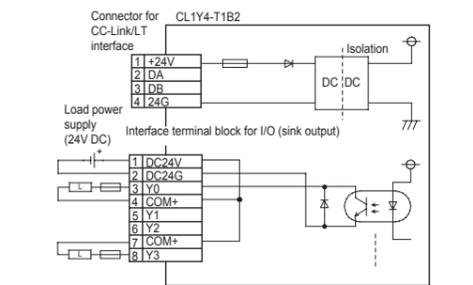 Connector for
CC-Link/LT
interface
CL1Y4-T1B2
Isolation
1 +24V
2 DA
3 DB
4 24G
DC DC
Load power
supply
(24V DC)
Interface terminal block for I/O (sink output)
+
1 DC24V
2 DC24G
3 Y0
4 COM+
5 Y1
6 Y2
7 COM+
8 Y3
L
L